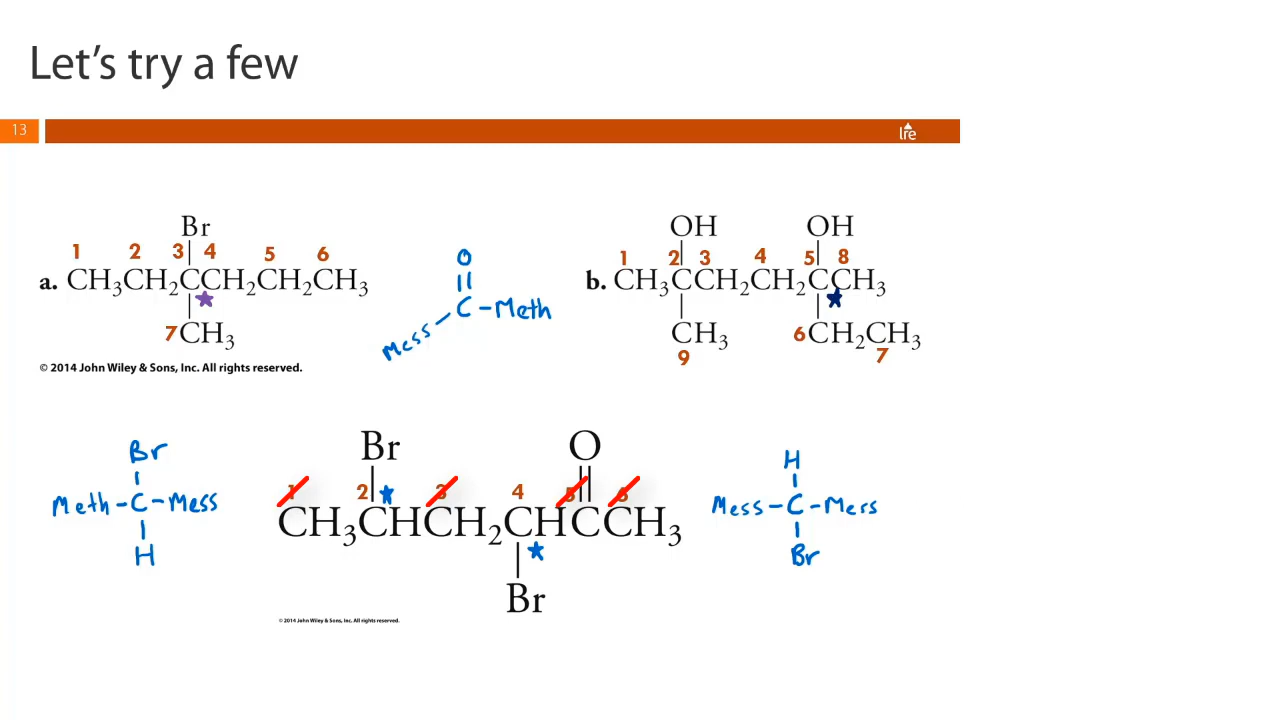 Let's try a few
13
lre
Br
1 2 3 4 5 6
a. CH₃CH₂CCH₂CH₂CH₃
★
7CH₃
© 2014 John Wiley & Sons, Inc. All rights reserved.
O
C - Meth
Mess
OH OH
1 2 3 4 5 8
b. CH₃CCH₂CH₂CCH₃
★
CH₃ 6CH₂CH₃
9 7
Br
Meth - C - Mess
H
Br O
1 2 ★ 3 4 5 6
CH₃CHCH₂CHCCH₃
★
Br
© 2014 John Wiley & Sons, Inc. All rights reserved.
H
Mess - C - Mess
Br